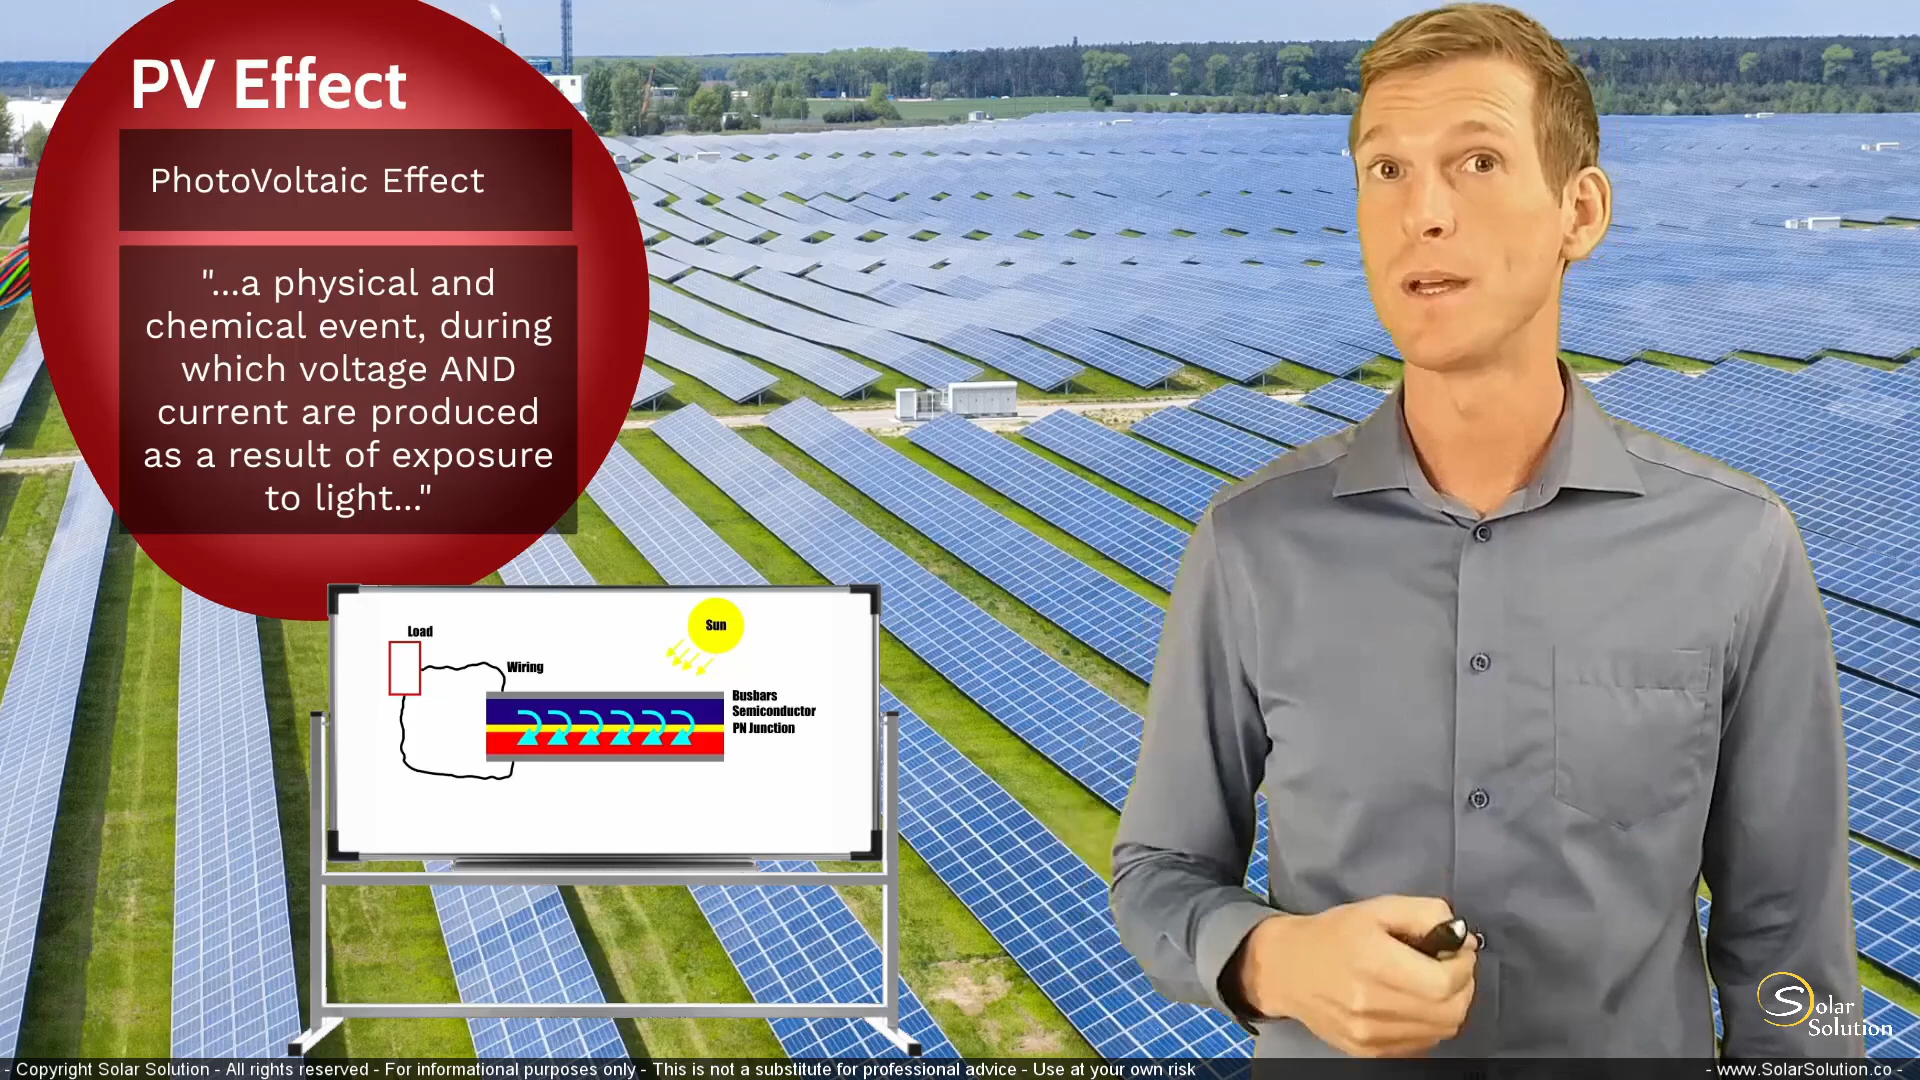 PV Effect
PhotoVoltaic Effect
"...a physical and
chemical event, during
which voltage AND
current are produced
as a result of exposure
to light..."
Load
Sun
Wiring
Busbars
Semiconductor
PN Junction
Solar
Solution
- Copyright Solar Solution - All rights reserved - For informational purposes only - This is not a substitute for professional advice - Use at your own risk
- www.SolarSolution.co -